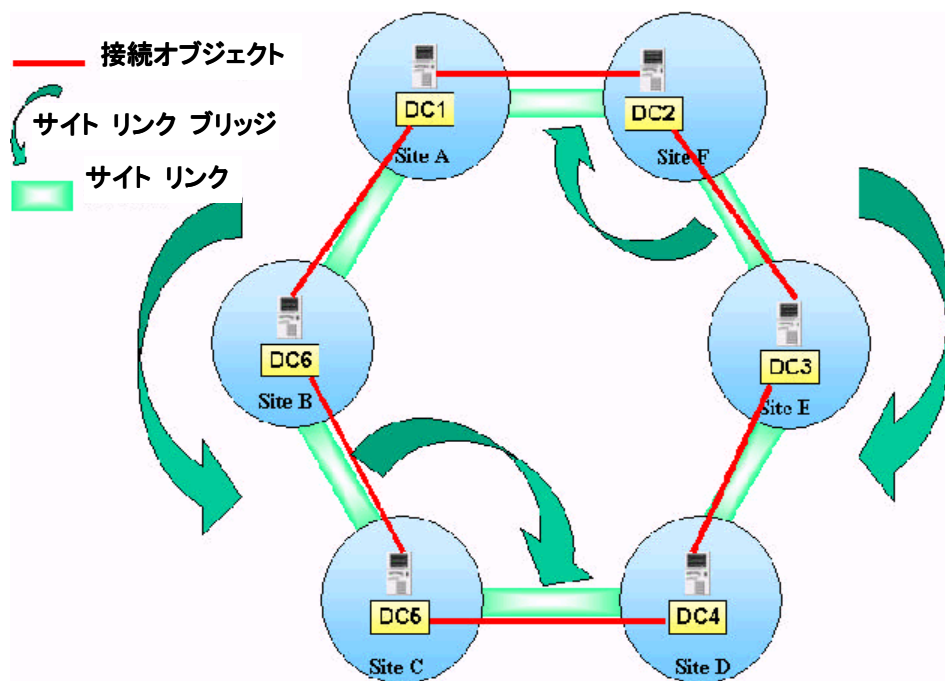 接続オブジェクト
サイト リンク ブリッジ
サイト リンク
DC1
Site A
DC2
Site F
DC6
Site B
DC3
Site E
DC5
Site C
DC4
Site D